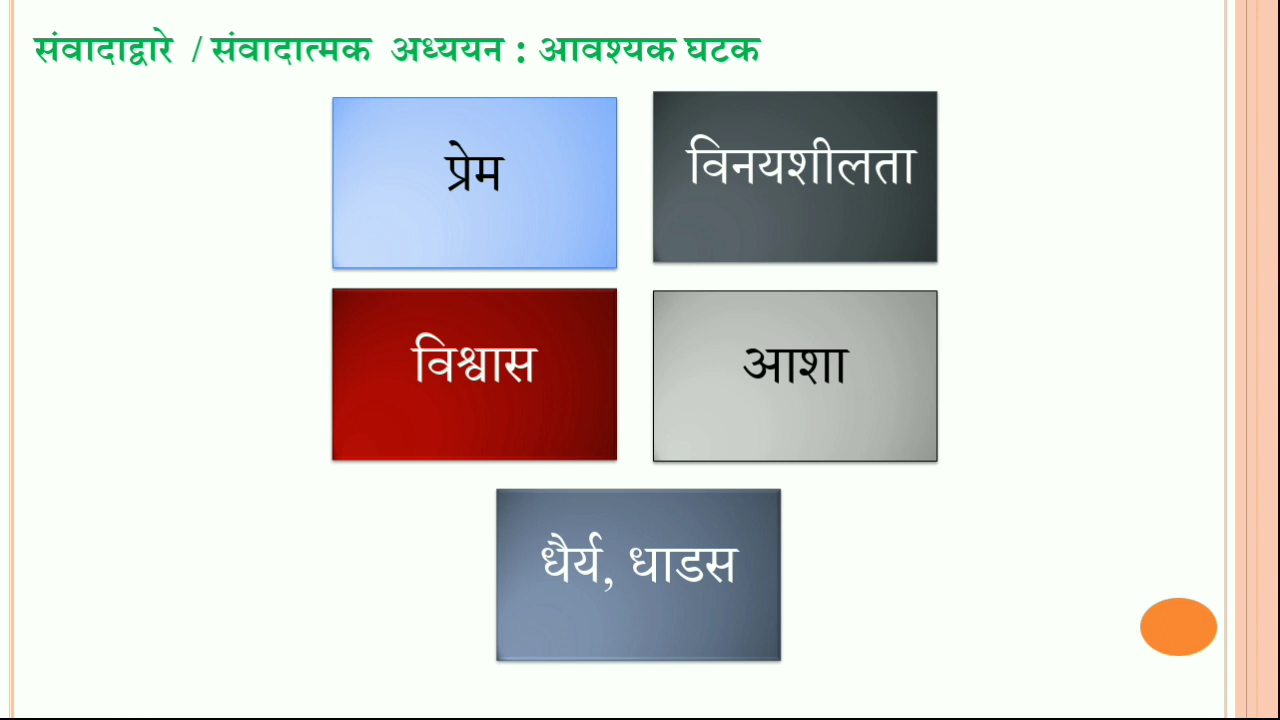 संवादाद्वारे / संवादात्मक अध्ययन : आवश्यक घटक
प्रेम
विनयशीलता
विश्वास
आशा
धैर्य, धाडस